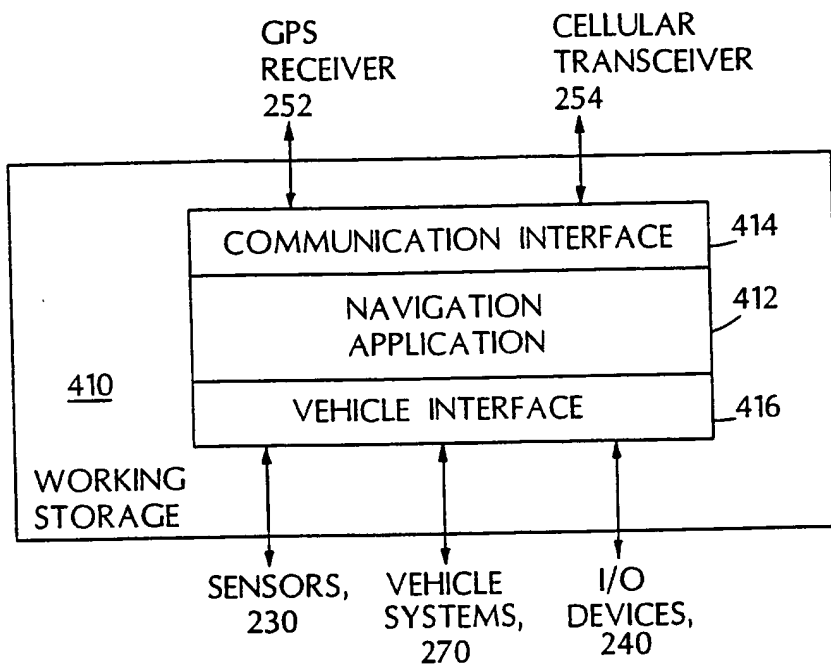 GPS
RECEIVER
252
CELLULAR
TRANSCEIVER
254
COMMUNICATION INTERFACE
414
NAVIGATION
APPLICATION
412
410
VEHICLE INTERFACE
416
WORKING
STORAGE
SENSORS,
230
VEHICLE
SYSTEMS,
270
I/O
DEVICES,
240